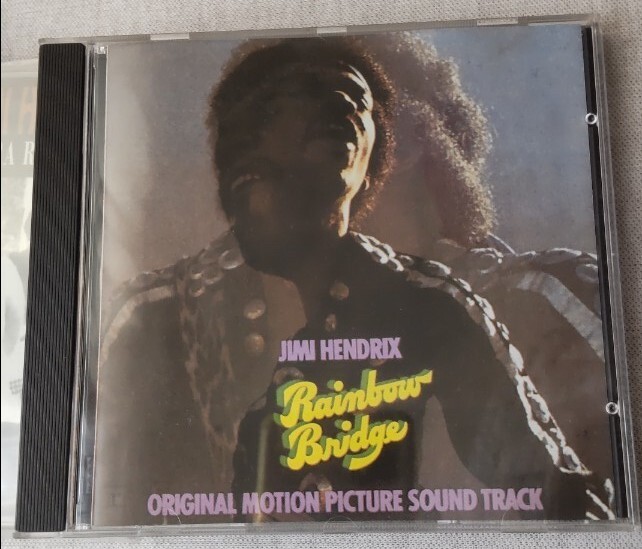 JIMI HENDRIX
Rainbow
Bridge
ORIGINAL MOTION PICTURE SOUND TRACK